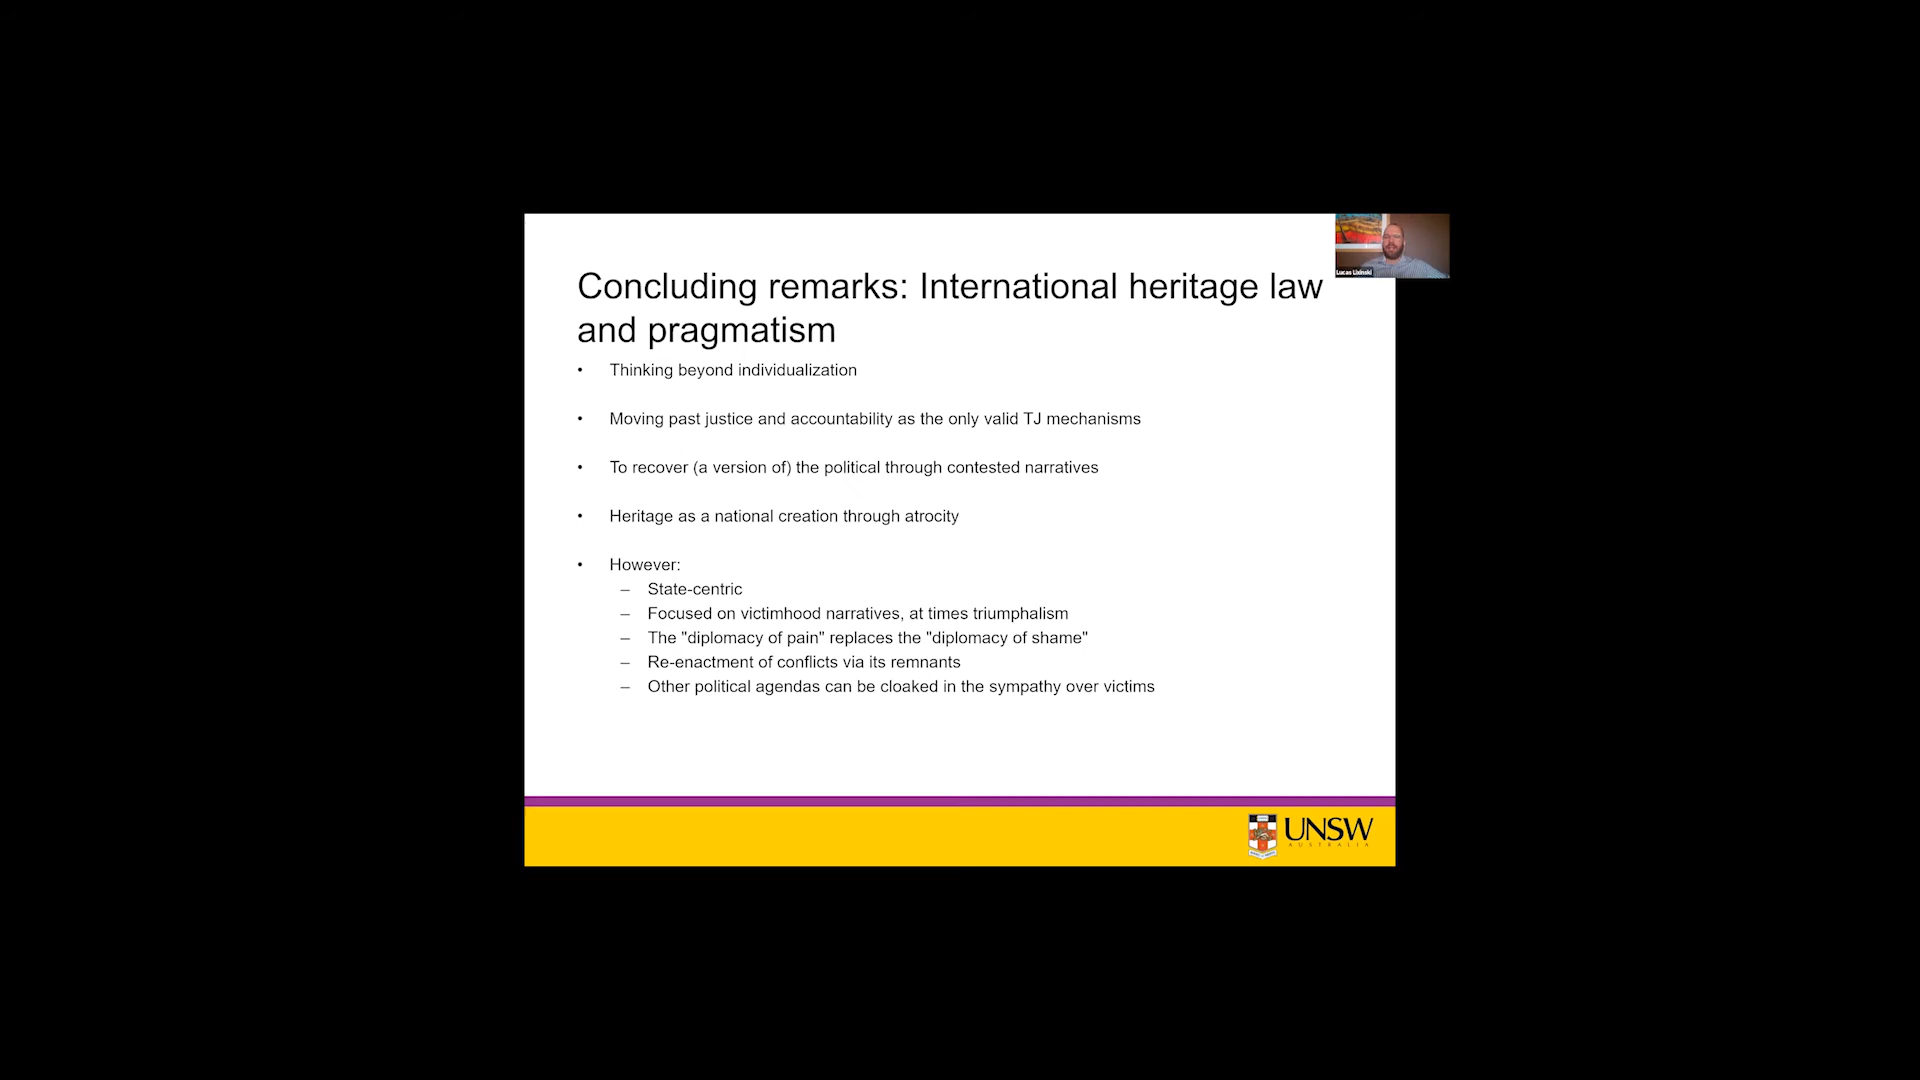 Lucas Lixinski
Concluding remarks: International heritage law
and pragmatism
• Thinking beyond individualization
• Moving past justice and accountability as the only valid TJ mechanisms
• To recover (a version of) the political through contested narratives
• Heritage as a national creation through atrocity
• However:
– State-centric
– Focused on victimhood narratives, at times triumphalism
– The "diplomacy of pain" replaces the "diplomacy of shame"
– Re-enactment of conflicts via its remnants
– Other political agendas can be cloaked in the sympathy over victims
UNSW
AUSTRALIA